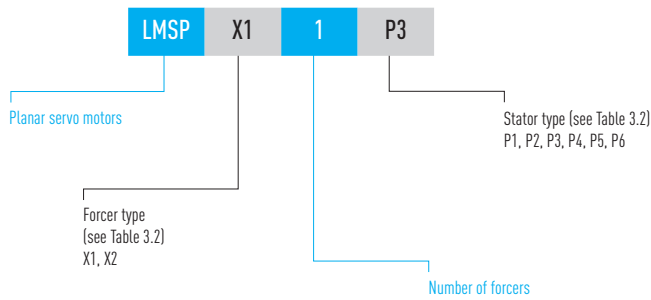 LMSP X1 1 P3
Planar servo motors
Stator type (see Table 3.2)
P1, P2, P3, P4, P5, P6
Forcer type
(see Table 3.2)
X1, X2
Number of forcers